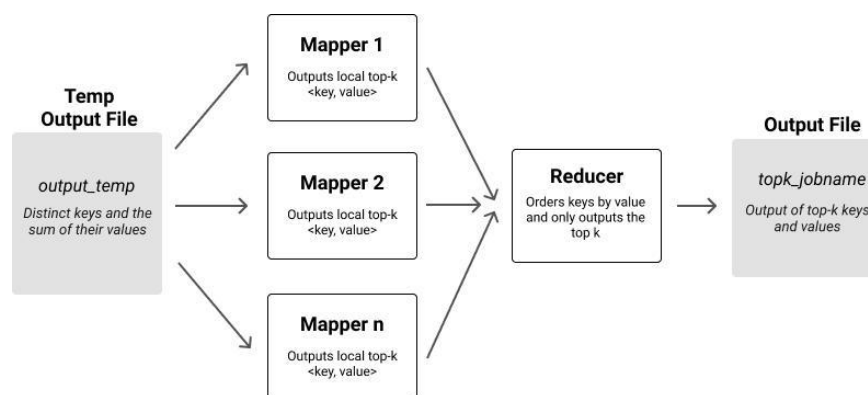 Temp
Output File
output_temp
Distinct keys and the
sum of their values
Mapper 1
Outputs local top-k
<key, value>
Mapper 2
Outputs local top-k
<key, value>
Mapper n
Outputs local top-k
<key, value>
Reducer
Orders keys by value
and only outputs the
top k
Output File
topk_jobname
Output of top-k keys
and values